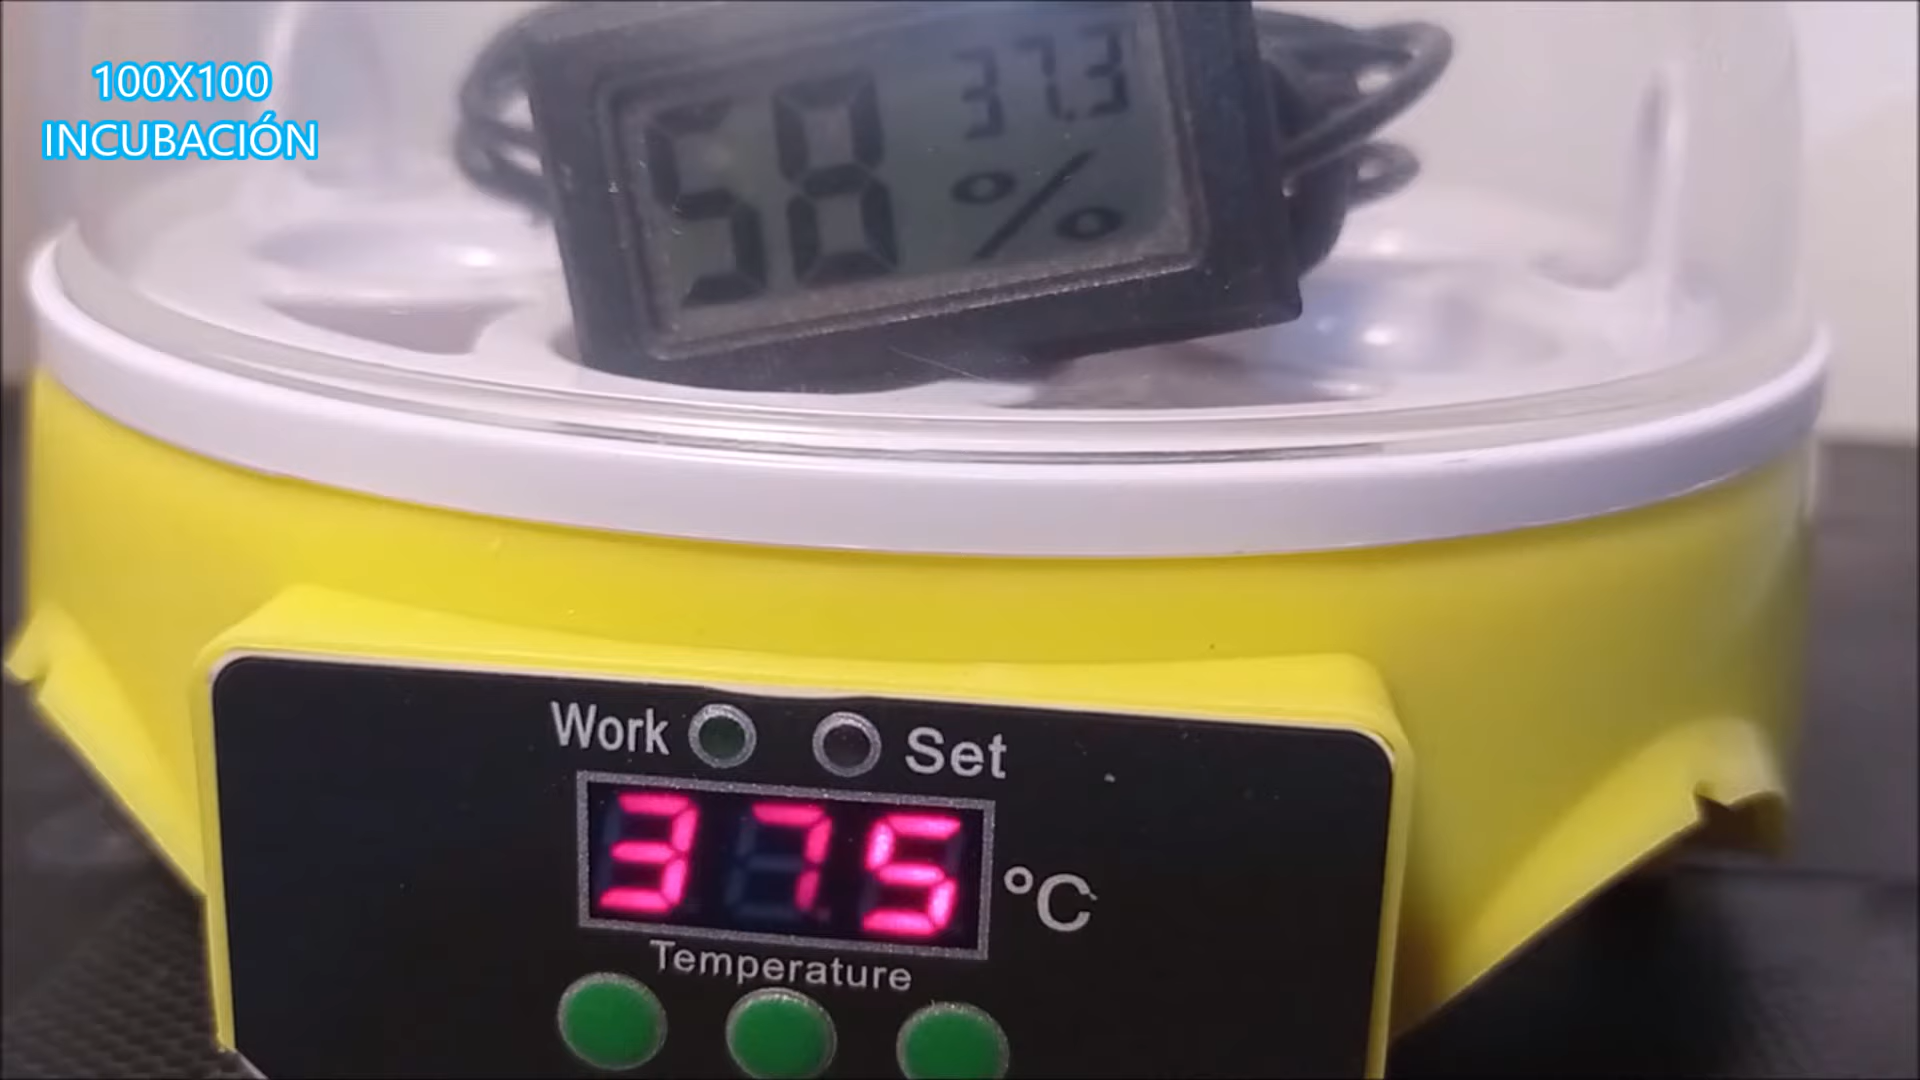 100X100
INCUBACIÓN
37.3
58 %
Work Set
375 °C
Temperature